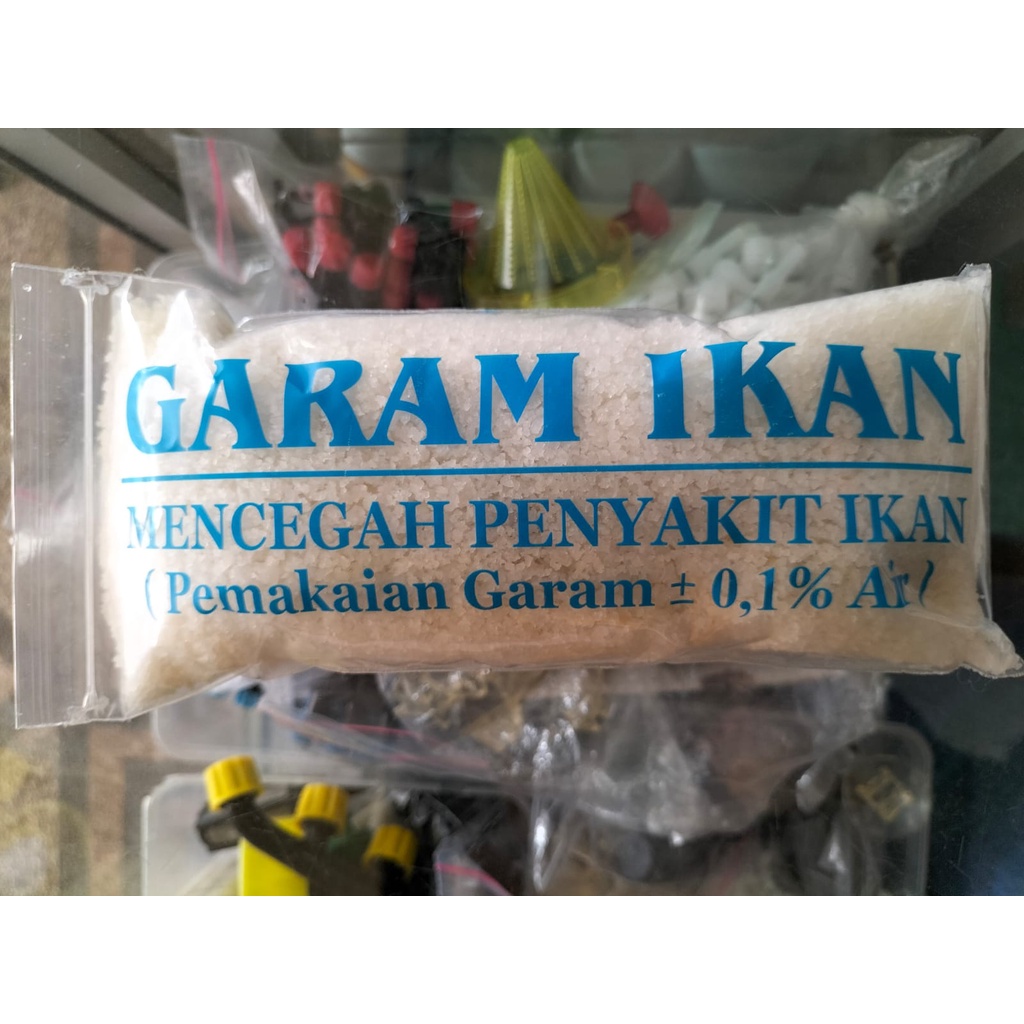 GARAM IKAN
MENCEGAH PENYAKIT IKAN
( Pemakaian Garam ± 0,1% Air )